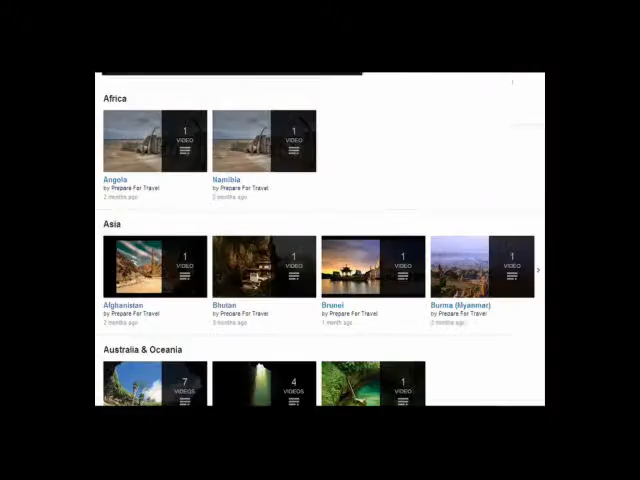 Africa
1 VIDEO
1 VIDEO
Angola
Namibia
by Prepare For Travel
by Prepare For Travel
2 months ago
2 months ago
Asia
1 VIDEO
1 VIDEO
1 VIDEO
1 VIDEO
Afghanistan
Bhutan
Brunei
Burma (Myanmar)
by Prepare For Travel
by Prepare For Travel
by Prepare For Travel
by Prepare For Travel
2 months ago
3 months ago
1 month ago
2 months ago
Australia & Oceania
7 VIDEOS
4 VIDEOS
1 VIDEO